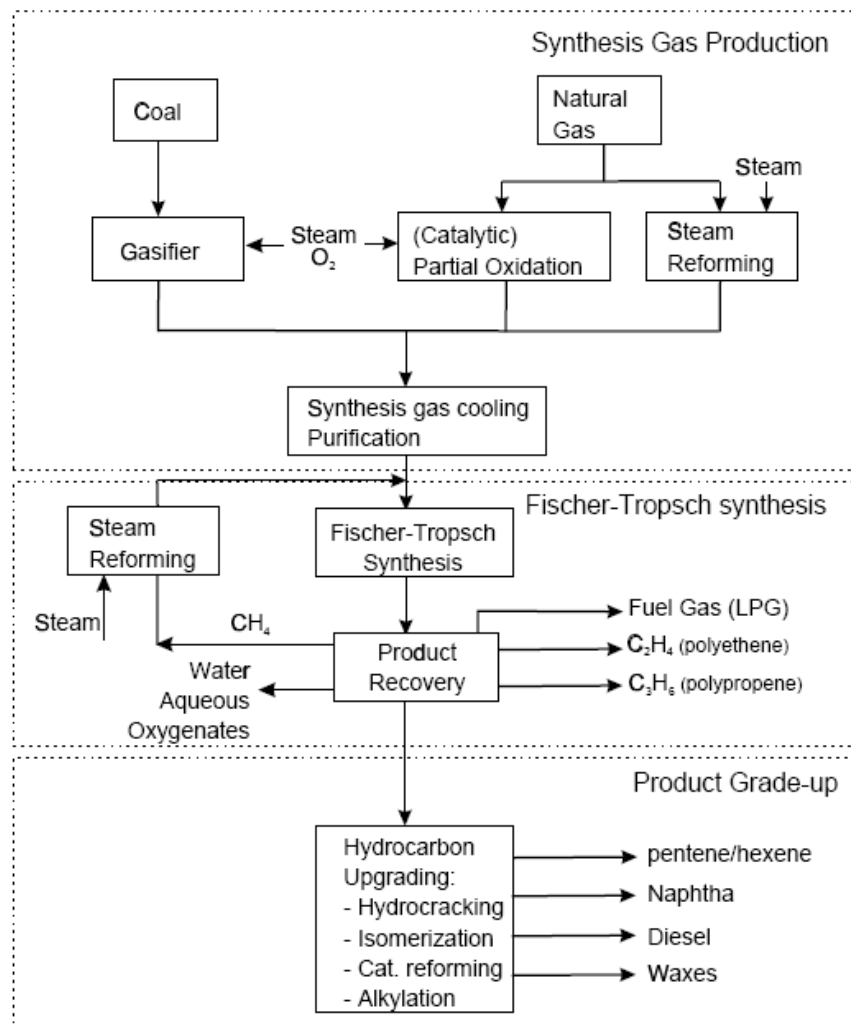 Synthesis Gas Production
Coal
Natural
Gas
Steam
Gasifier
Steam
O₂
(Catalytic)
Partial Oxidation
Steam
Reforming
Synthesis gas cooling
Purification
Fischer-Tropsch synthesis
Steam
Reforming
Fischer-Tropsch
Synthesis
Steam
CH₄
Product
Recovery
Fuel Gas (LPG)
C₂H₄ (polyethene)
C₃H₆ (polypropene)
Water
Aqueous
Oxygenates
Product Grade-up
Hydrocarbon
Upgrading:
- Hydrocracking
- Isomerization
- Cat. reforming
- Alkylation
pentene/hexene
Naphtha
Diesel
Waxes